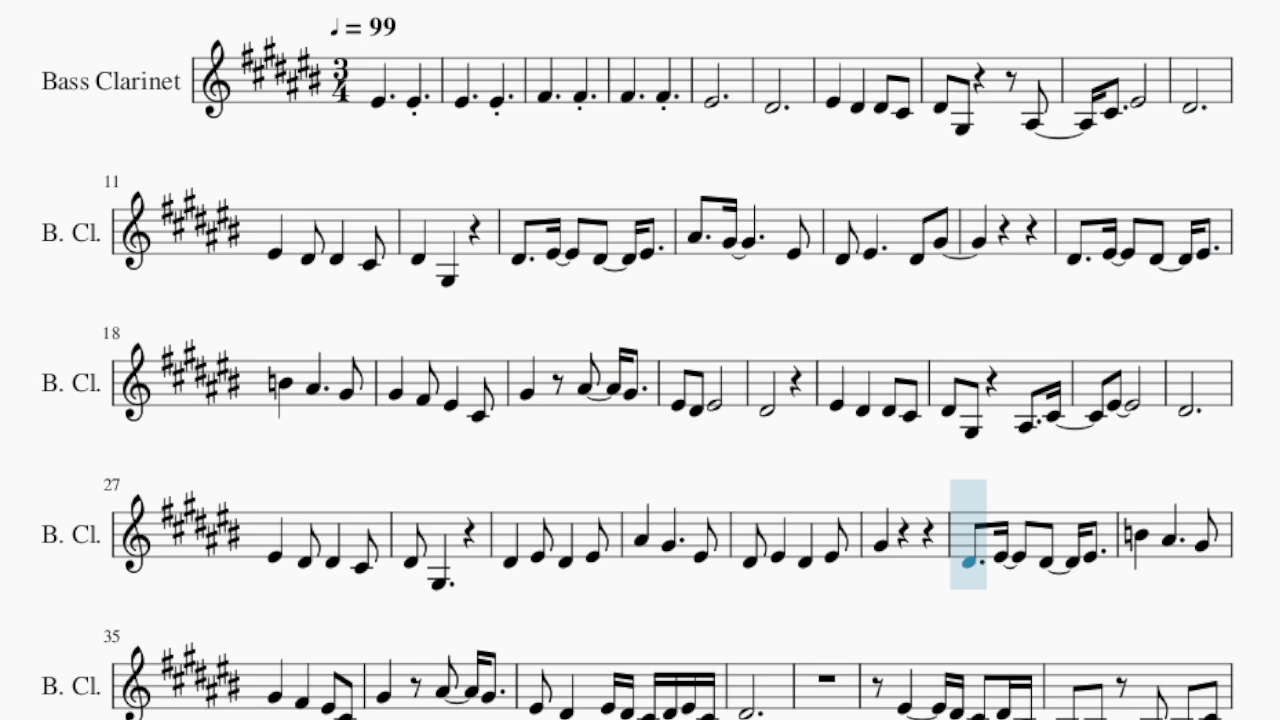 ♩ = 99
Bass Clarinet
3
4
11
B. Cl.
18
B. Cl.
27
B. Cl.
35
B. Cl.